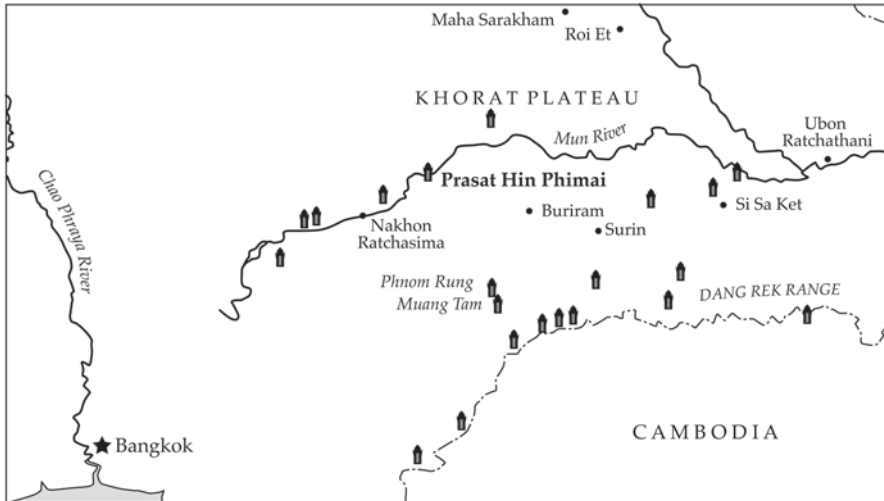 Maha Sarakham
Roi Et
KHORAT PLATEAU
Mun River
Ubon
Ratchathani
Prasat Hin Phimai
Chao Phraya River
Buriram
Si Sa Ket
Nakhon
Ratchasima
Surin
Phnom Rung
Muang Tam
DANG REK RANGE
CAMBODIA
Bangkok